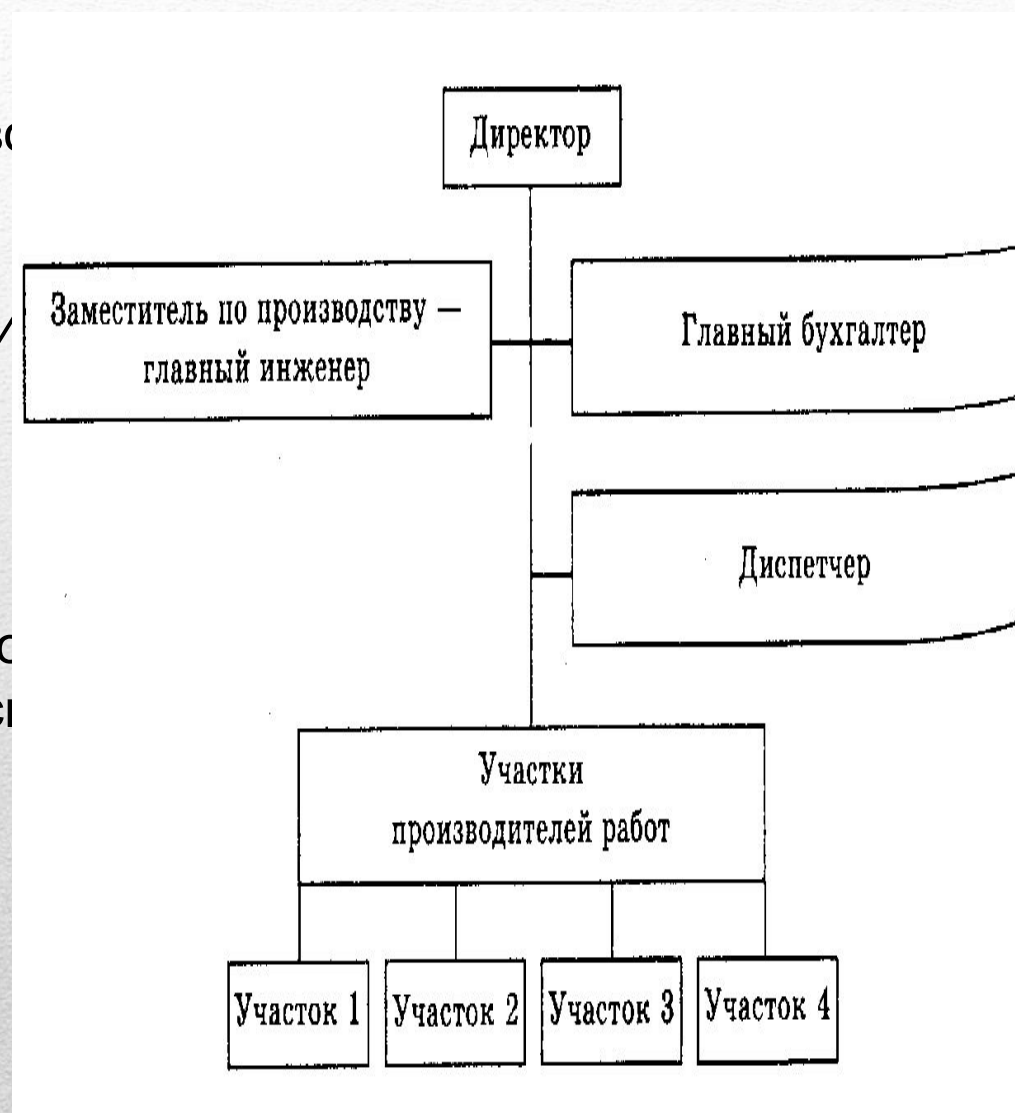 Директор
Заместитель по производству —
главный инженер
Главный бухгалтер
Диспетчер
Участки
производителей работ
Участок 1
Участок 2
Участок 3
Участок 4